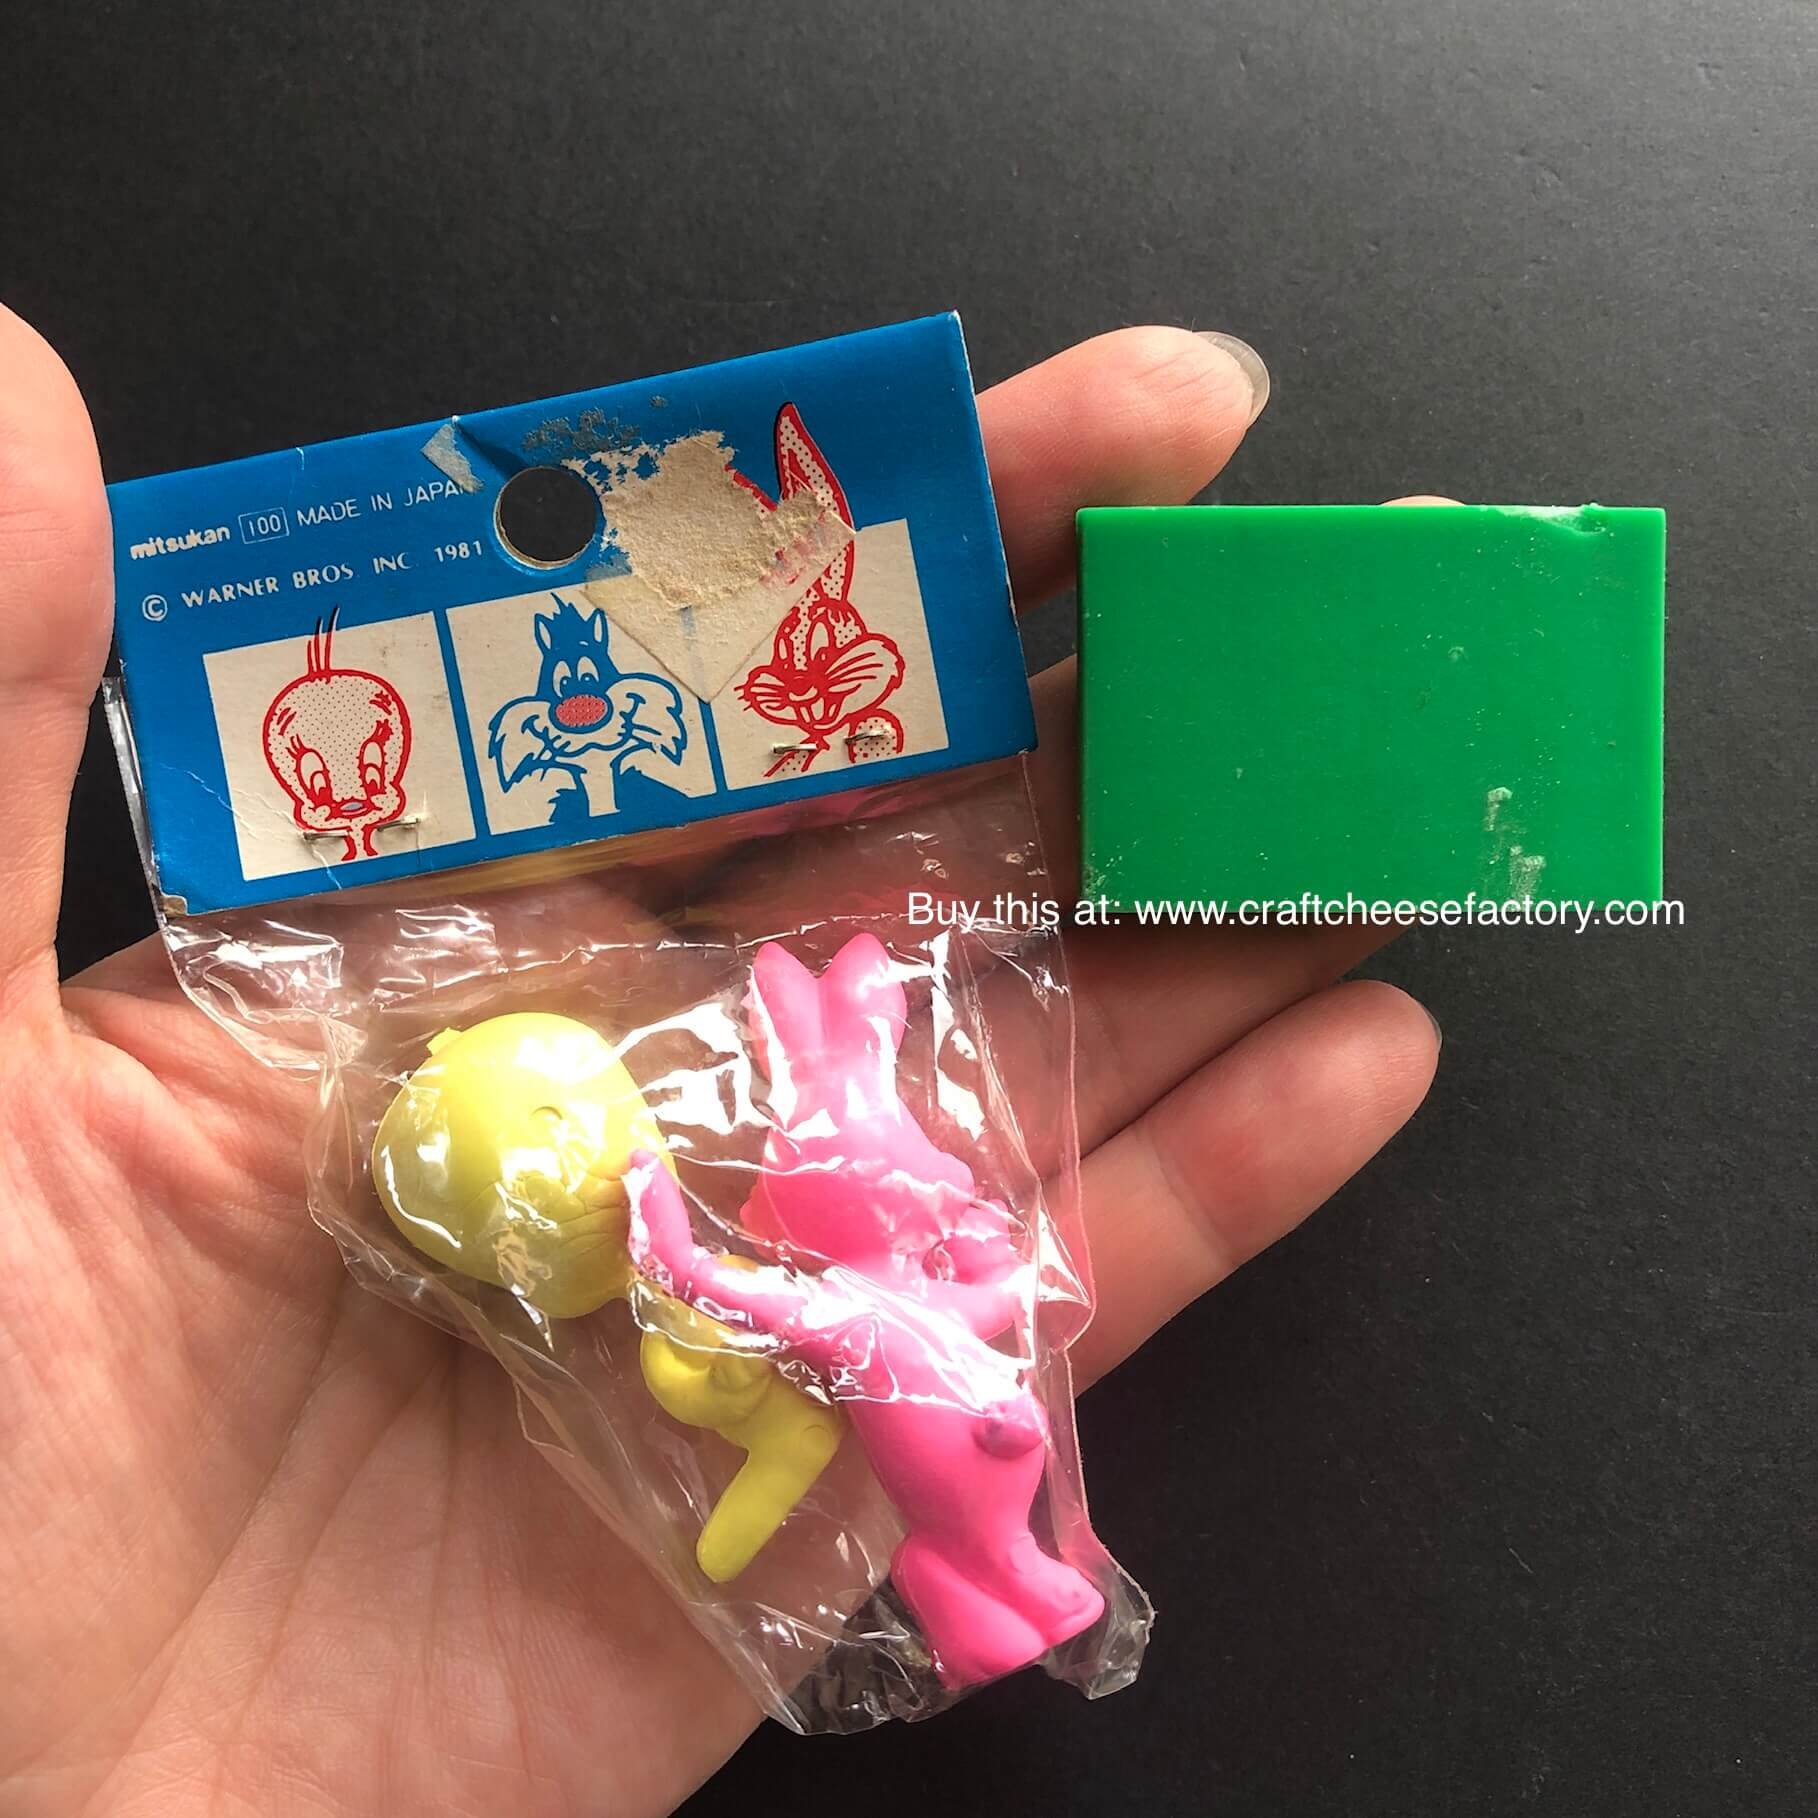 mitsukan 100 MADE IN JAPAN
© WARNER BROS. INC. 1981
Buy this at: www.craftcheesefactory.com